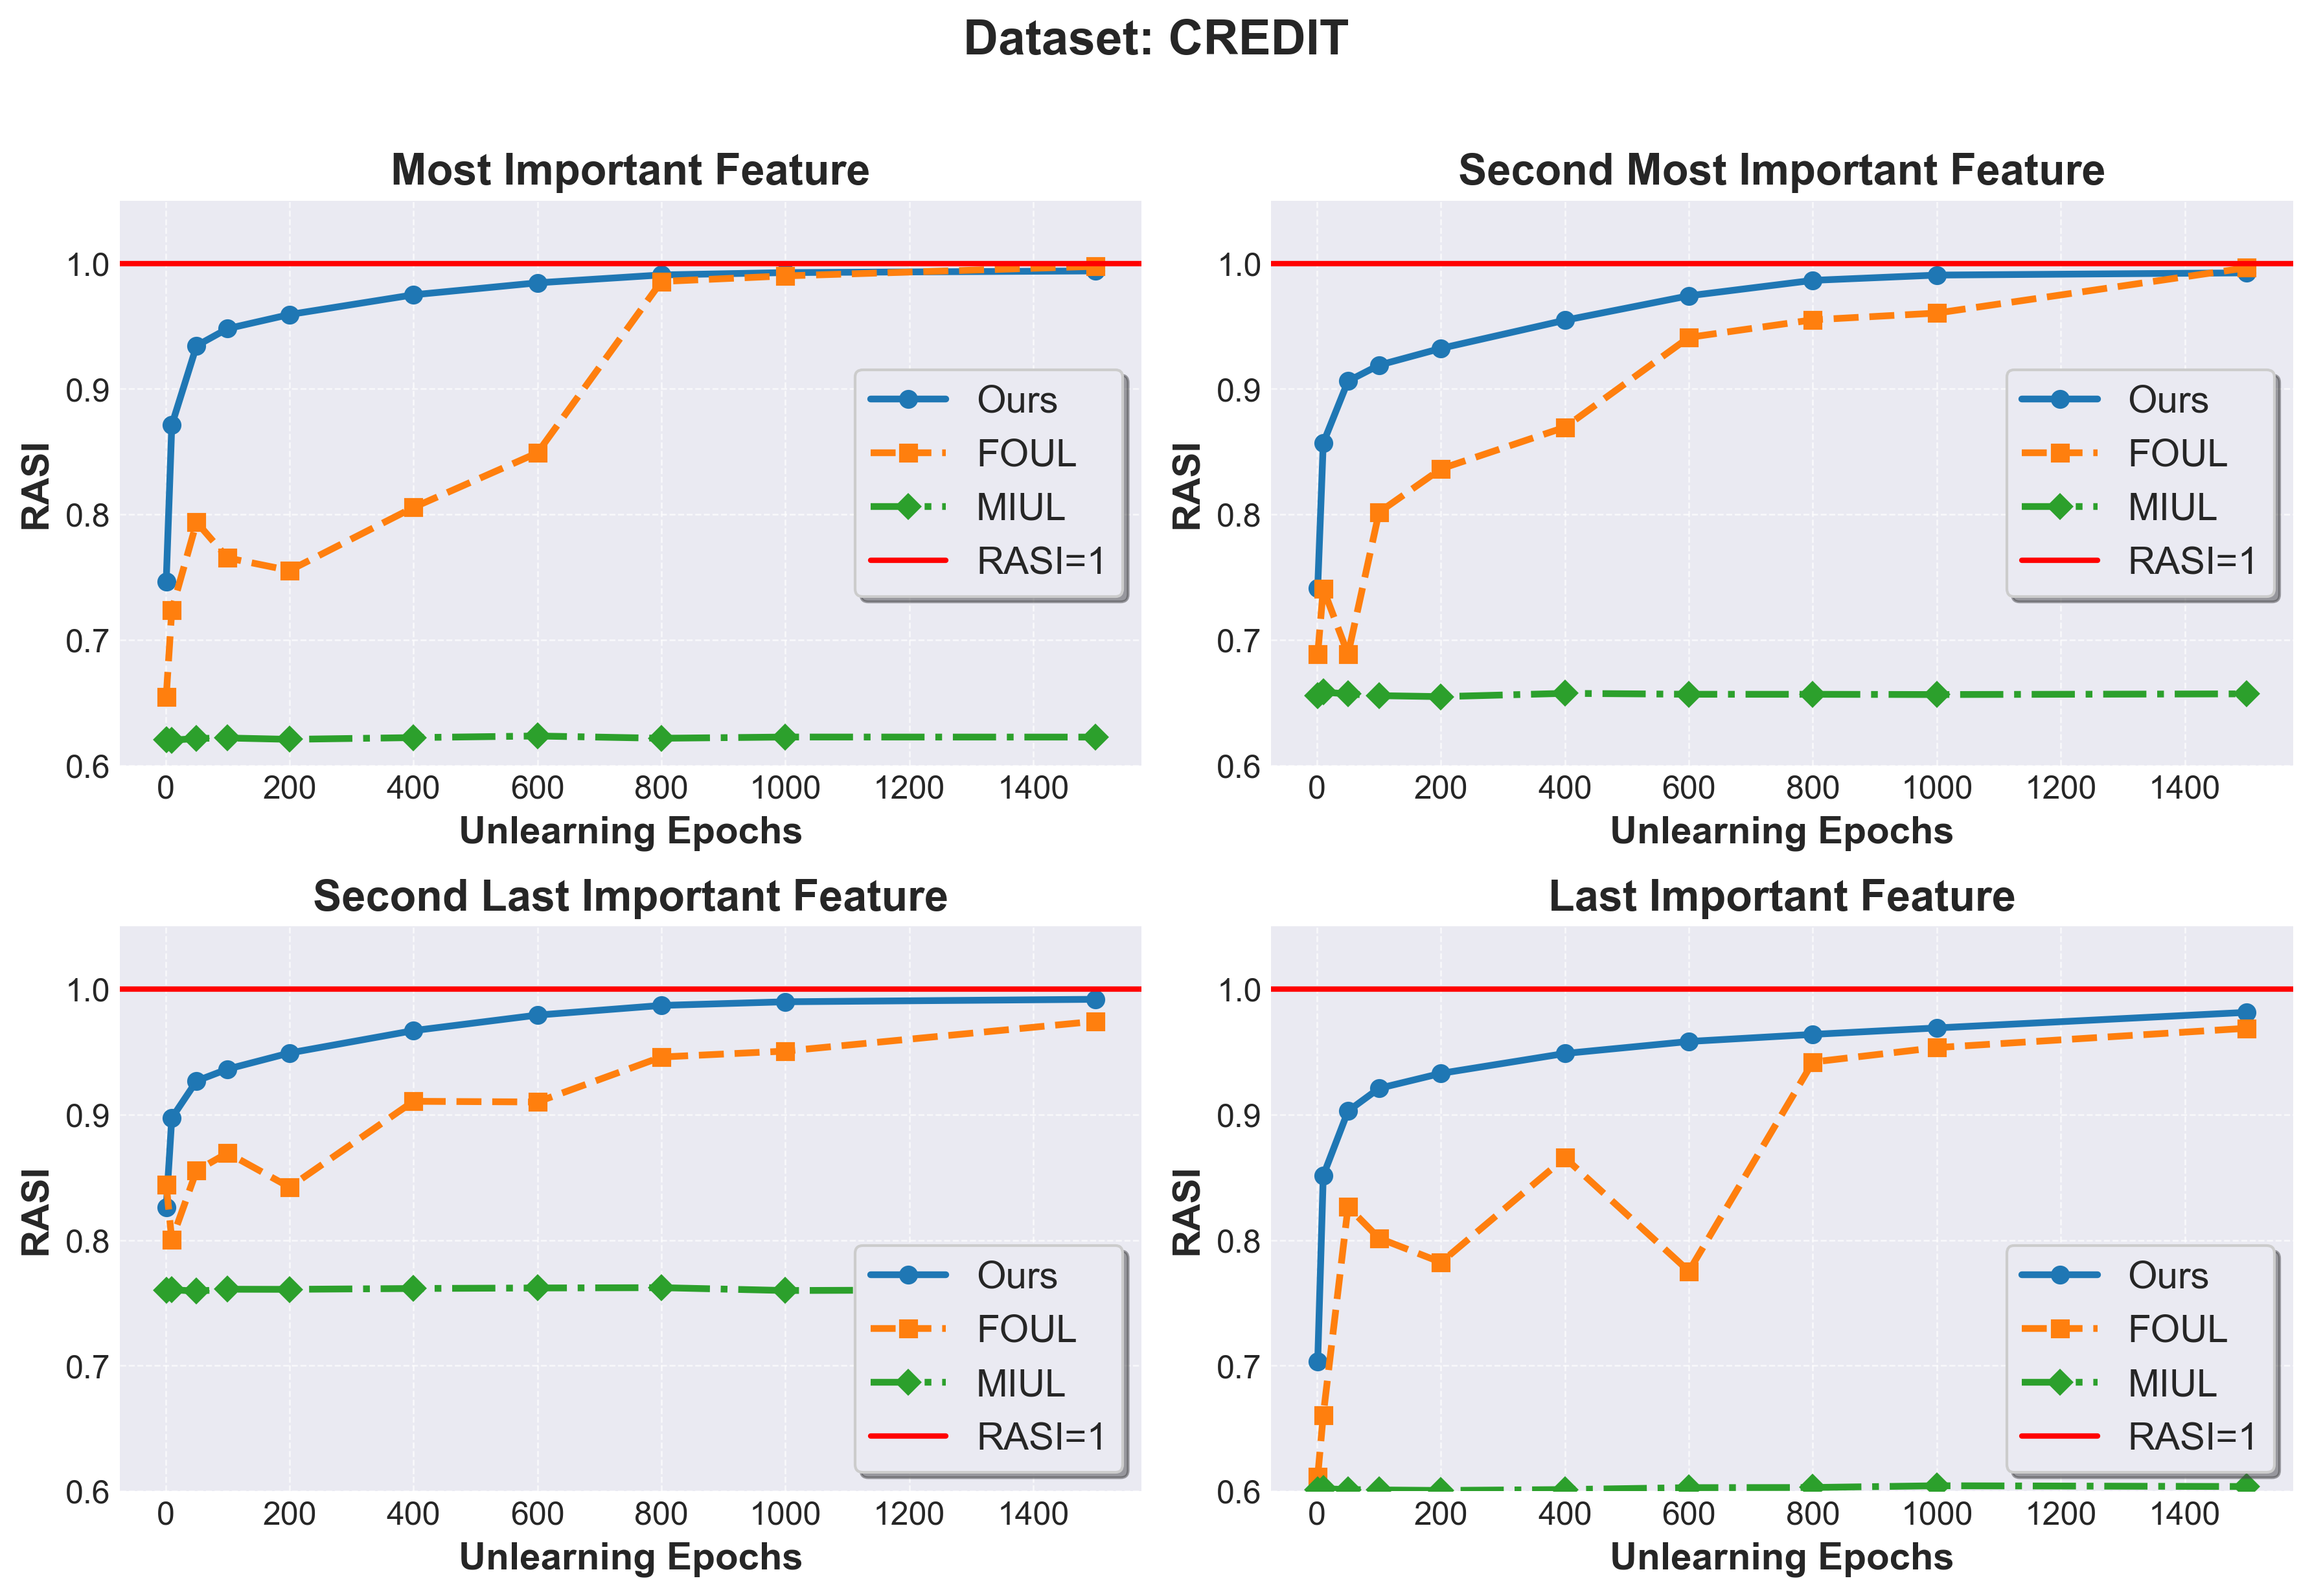 Dataset: CREDIT
Most Important Feature
RASI
1.0
0.9
0.8
0.7
0.6
0 200 400 600 800 1000 1200 1400
Unlearning Epochs
Ours
FOUL
MIUL
RASI=1
Second Most Important Feature
RASI
1.0
0.9
0.8
0.7
0.6
0 200 400 600 800 1000 1200 1400
Unlearning Epochs
Ours
FOUL
MIUL
RASI=1
Second Last Important Feature
RASI
1.0
0.9
0.8
0.7
0.6
0 200 400 600 800 1000 1200 1400
Unlearning Epochs
Ours
FOUL
MIUL
RASI=1
Last Important Feature
RASI
1.0
0.9
0.8
0.7
0.6
0 200 400 600 800 1000 1200 1400
Unlearning Epochs
Ours
FOUL
MIUL
RASI=1